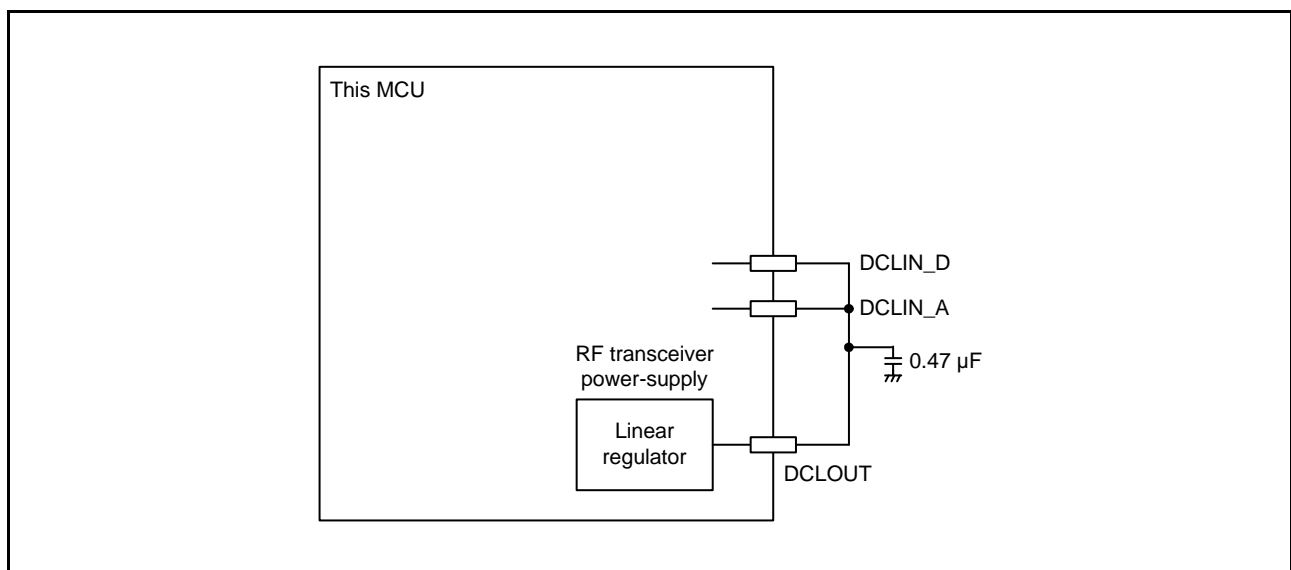 This MCU
DCLIN_D
DCLIN_A
0.47 µF
RF transceiver
power-supply
Linear
regulator
DCLOUT